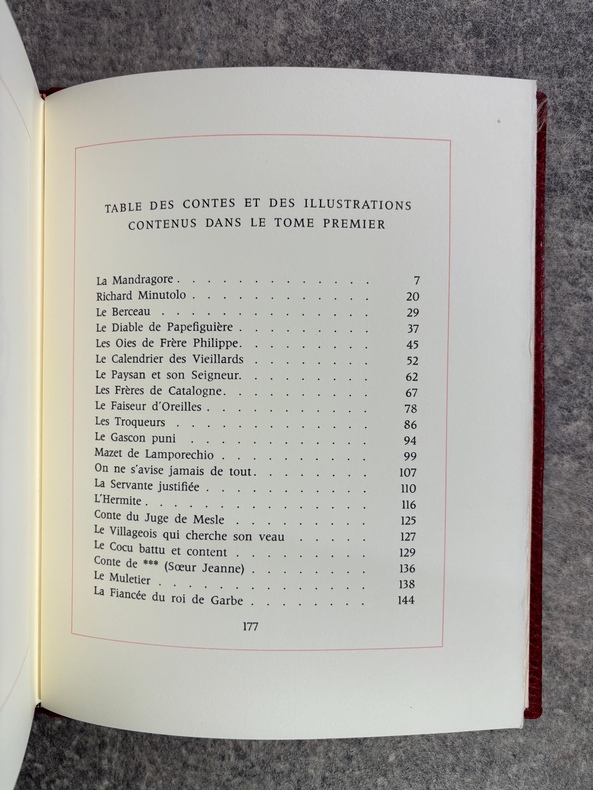 TABLE DES CONTES ET DES ILLUSTRATIONS
CONTENUS DANS LE TOME PREMIER
La Mandragore . . . . . . . . . . 7
Richard Minutolo . . . . . . . . . . 20
Le Berceau . . . . . . . . . . . 29
Le Diable de Papefiguière . . . . . . . . 37
Les Oies de Frère Philippe. . . . . . . . 45
Le Calendrier des Vieillards . . . . . . . 52
Le Paysan et son Seigneur. . . . . . . . 62
Les Frères de Catalogne. . . . . . . . . 67
Le Faiseur d'Oreilles . . . . . . . . . 78
Les Troqueurs . . . . . . . . . . 86
Le Gascon puni . . . . . . . . . . 94
Mazet de Lamporechio . . . . . . . . 99
On ne s'avise jamais de tout. . . . . . . 107
La Servante justifiée . . . . . . . . . 110
L'Hermite . . . . . . . . . . . 116
Conte du Juge de Mesle . . . . . . . . 125
Le Villageois qui cherche son veau . . . . . 127
Le Cocu battu et content . . . . . . . . 129
Conte de *** (Sœur Jeanne) . . . . . . . 136
Le Muletier . . . . . . . . . . . 138
La Fiancée du roi de Garbe . . . . . . . 144
177